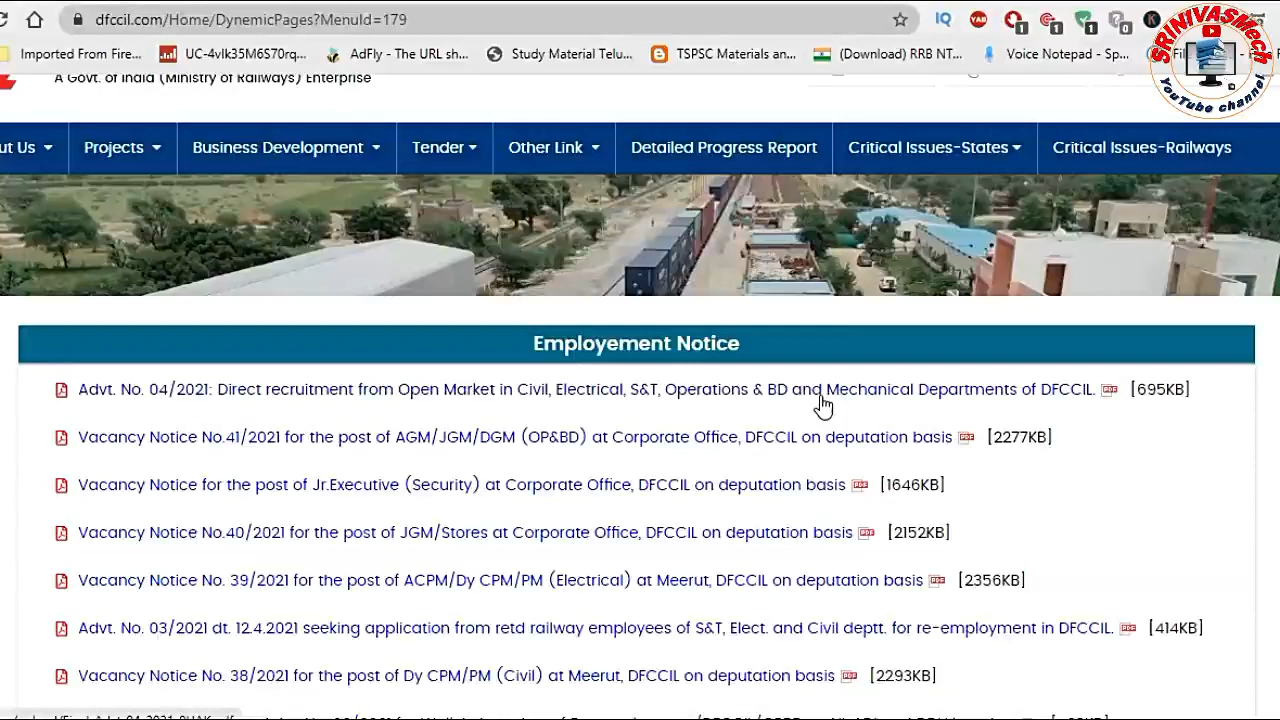 dfccil.com/Home/DynemicPages?MenuId=179
IQ
YAB
1
1
1
0
K
Imported From Fire...
UC-4vlk35M6S70rq...
AdFly - The URL sh...
Study Material Telu...
TSPSC Materials an...
(Download) RRB NT...
Voice Notepad - Sp...
SRINIVASMech
YouTube channel
A Govt. of India (Ministry of Railways) Enterprise
ut Us
Projects
Business Development
Tender
Other Link
Detailed Progress Report
Critical Issues-States
Critical Issues-Railways
Employement Notice
Advt. No. 04/2021: Direct recruitment from Open Market in Civil, Electrical, S&T, Operations & BD and Mechanical Departments of DFCCIL. [695KB]
Vacancy Notice No.41/2021 for the post of AGM/JGM/DGM (OP&BD) at Corporate Office, DFCCIL on deputation basis [2277KB]
Vacancy Notice for the post of Jr.Executive (Security) at Corporate Office, DFCCIL on deputation basis [1646KB]
Vacancy Notice No.40/2021 for the post of JGM/Stores at Corporate Office, DFCCIL on deputation basis [2152KB]
Vacancy Notice No. 39/2021 for the post of ACPM/Dy CPM/PM (Electrical) at Meerut, DFCCIL on deputation basis [2356KB]
Advt. No. 03/2021 dt. 12.4.2021 seeking application from retd railway employees of S&T, Elect. and Civil deptt. for re-employment in DFCCIL. [414KB]
Vacancy Notice No. 38/2021 for the post of Dy CPM/PM (Civil) at Meerut, DFCCIL on deputation basis [2293KB]